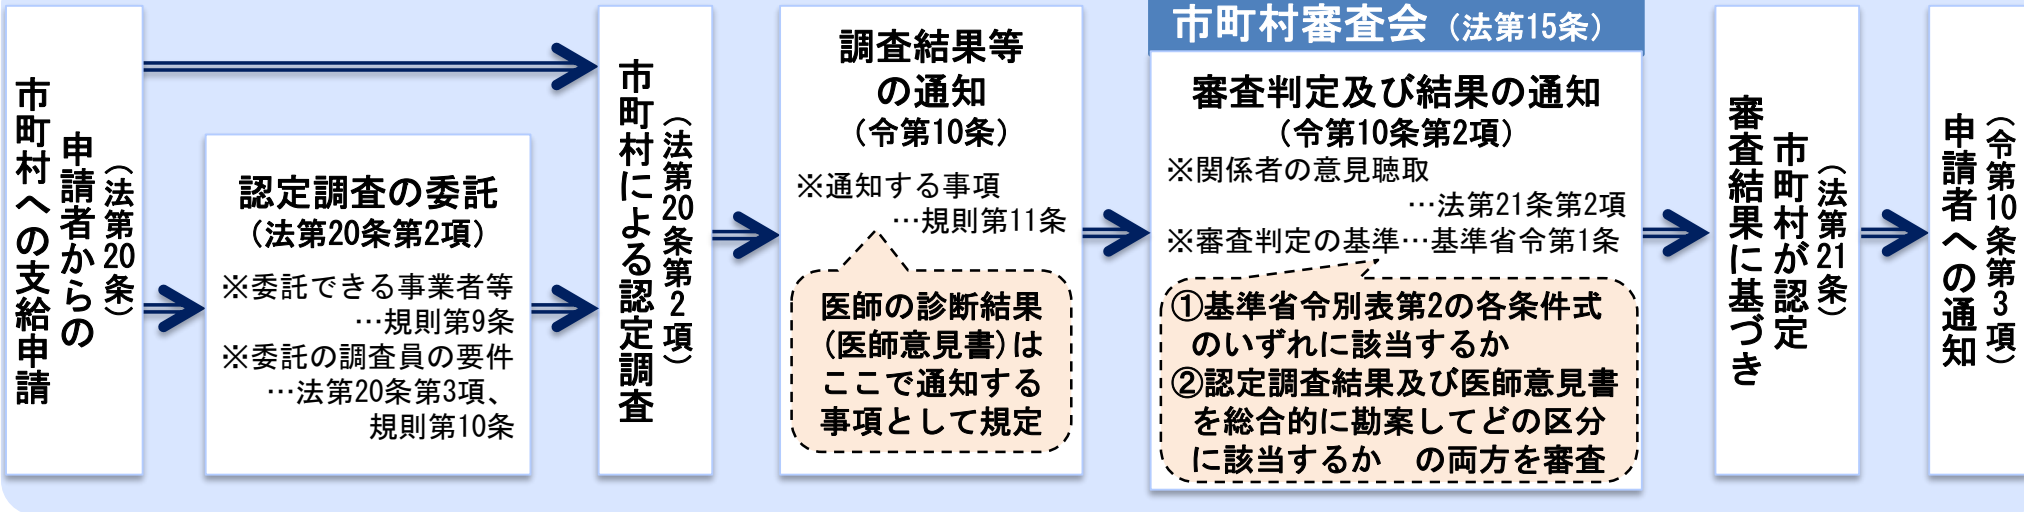 申請者からの
市町村への支給申請
（法第20条）
認定調査の委託
（法第20条第2項）
※委託できる事業者等
…規則第9条
※委託の調査員の要件
…法第20条第3項、
規則第10条
市町村による認定調査
（法第20条第2項）
調査結果等
の通知
（令第10条）
※通知する事項
…規則第11条
医師の診断結果
(医師意見書)は
ここで通知する
事項として規定
市町村審査会（法第15条）
審査判定及び結果の通知
（令第10条第2項）
※関係者の意見聴取
…法第21条第2項
※審査判定の基準…基準省令第1条
①基準省令別表第2の各条件式
のいずれに該当するか
②認定調査結果及び医師意見書
を総合的に勘案してどの区分
に該当するか　の両方を審査
審査結果に基づき
市町村が認定
（法第21条）
申請者への通知
（令第10条第3項）